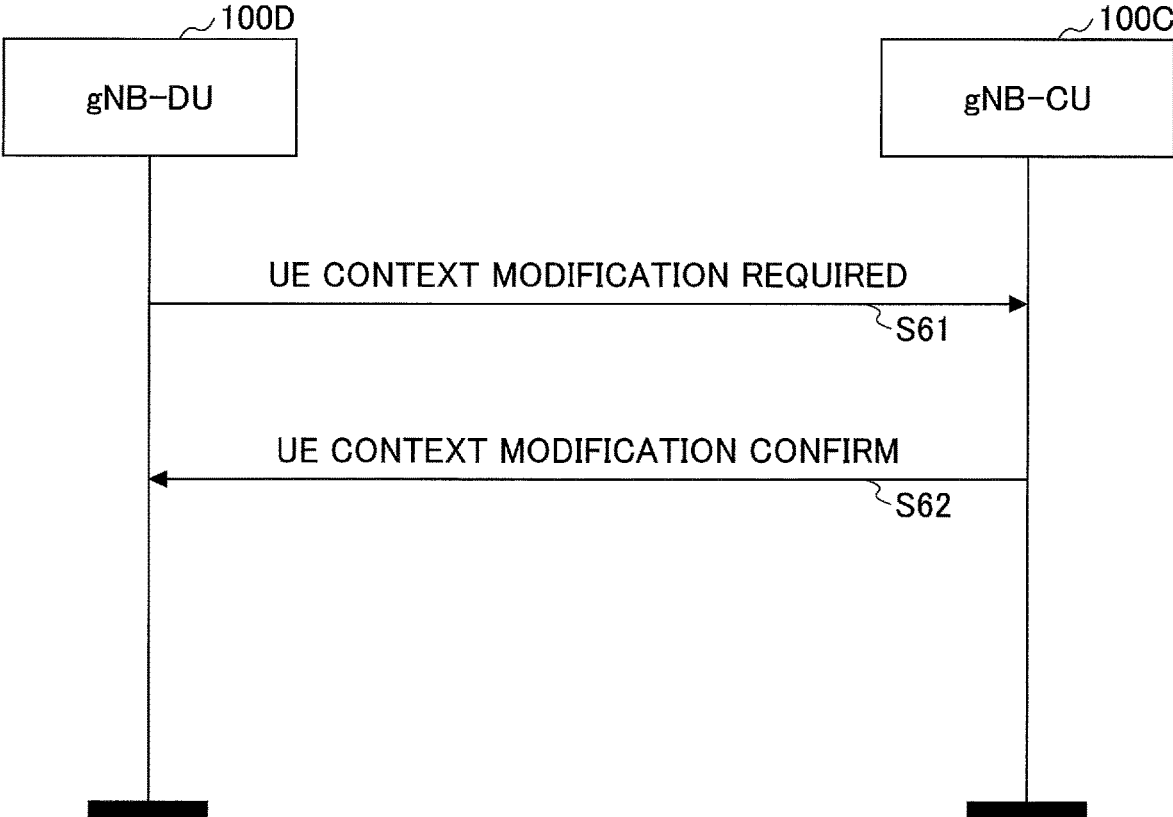 100D
100C
gNB-DU
gNB-CU
UE CONTEXT MODIFICATION REQUIRED
S61
UE CONTEXT MODIFICATION CONFIRM
S62